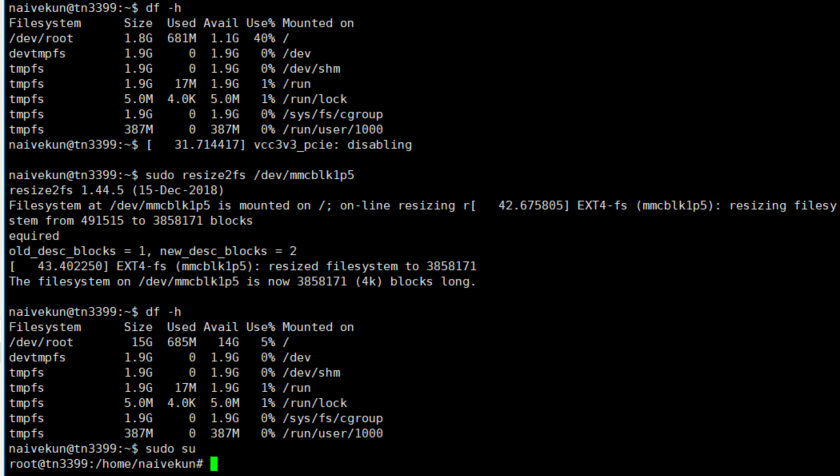 naivekun@tn3399:~$ df -h
Filesystem      Size  Used Avail Use% Mounted on
/dev/root       1.8G  681M  1.1G  40% /
devtmpfs        1.9G     0  1.9G   0% /dev
tmpfs           1.9G     0  1.9G   0% /dev/shm
tmpfs           1.9G   17M  1.9G   1% /run
tmpfs           5.0M  4.0K  5.0M   1% /run/lock
tmpfs           1.9G     0  1.9G   0% /sys/fs/cgroup
tmpfs           387M     0  387M   0% /run/user/1000
naivekun@tn3399:~$ [   31.714417] vcc3v3_pcie: disabling
naivekun@tn3399:~$ sudo resize2fs /dev/mmcblk1p5
resize2fs 1.44.5 (15-Dec-2018)
Filesystem at /dev/mmcblk1p5 is mounted on /; on-line resizing r[   42.675805] EXT4-fs (mmcblk1p5): resizing filesy
stem from 491515 to 3858171 blocks
equired
old_desc_blocks = 1, new_desc_blocks = 2
[   43.402250] EXT4-fs (mmcblk1p5): resized filesystem to 3858171
The filesystem on /dev/mmcblk1p5 is now 3858171 (4k) blocks long.
naivekun@tn3399:~$ df -h
Filesystem      Size  Used Avail Use% Mounted on
/dev/root        15G  685M   14G   5% /
devtmpfs        1.9G     0  1.9G   0% /dev
tmpfs           1.9G     0  1.9G   0% /dev/shm
tmpfs           1.9G   17M  1.9G   1% /run
tmpfs           5.0M  4.0K  5.0M   1% /run/lock
tmpfs           1.9G     0  1.9G   0% /sys/fs/cgroup
tmpfs           387M     0  387M   0% /run/user/1000
naivekun@tn3399:~$ sudo su
root@tn3399:/home/naivekun#